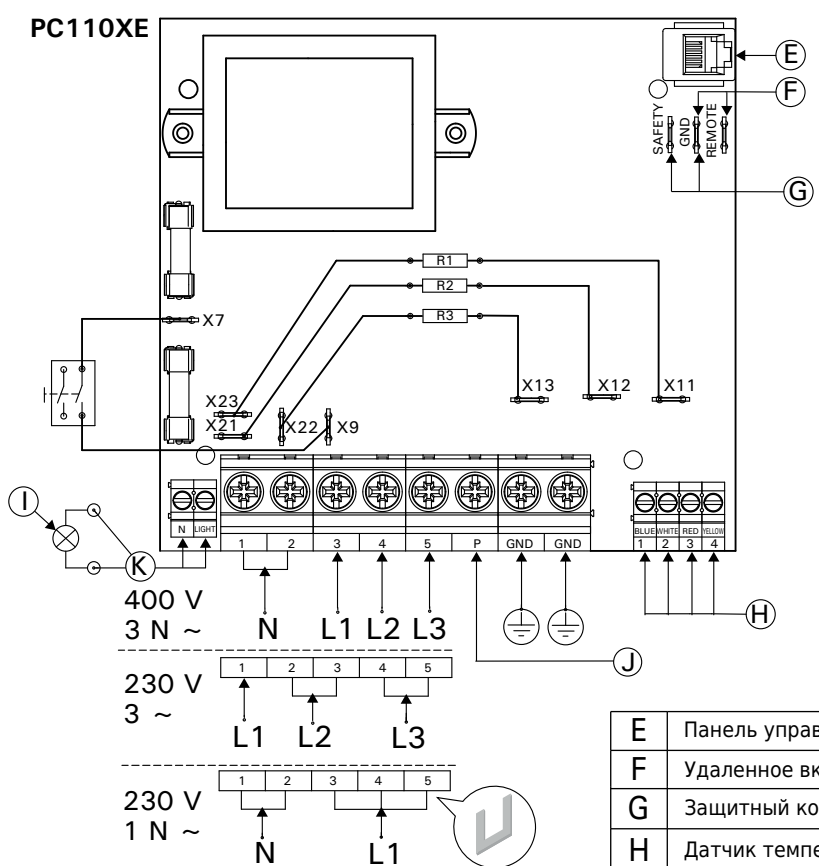 PC110XE
E
F
SAFETY
GND
REMOTE
G
R1
R2
R3
X7
X13
X12
X11
X23
X21
X22
X9
I
N LIGHT
BLUE WHITE RED YELLOW
1 2 3 4
1 2 3 4 5 P GND GND
K
H
400 V
3 N ~
N L1 L2 L3
J
1 2 3 4 5
230 V
3 ~
L1 L2 L3
1 2 3 4 5
230 V
1 N ~
N L1
E Панель управ
F Удаленное вк
G Защитный ко
H Датчик темпе